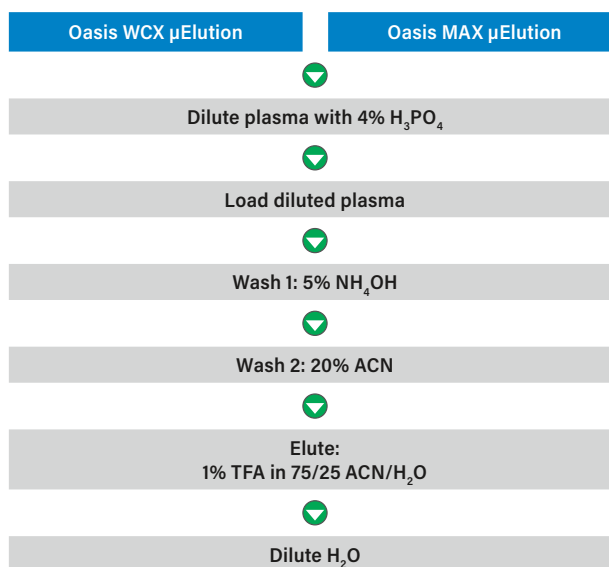 Oasis WCX µElution
Oasis MAX µElution
Dilute plasma with 4% H₃PO₄
Load diluted plasma
Wash 1: 5% NH₄OH
Wash 2: 20% ACN
Elute:
1% TFA in 75/25 ACN/H₂O
Dilute H₂O